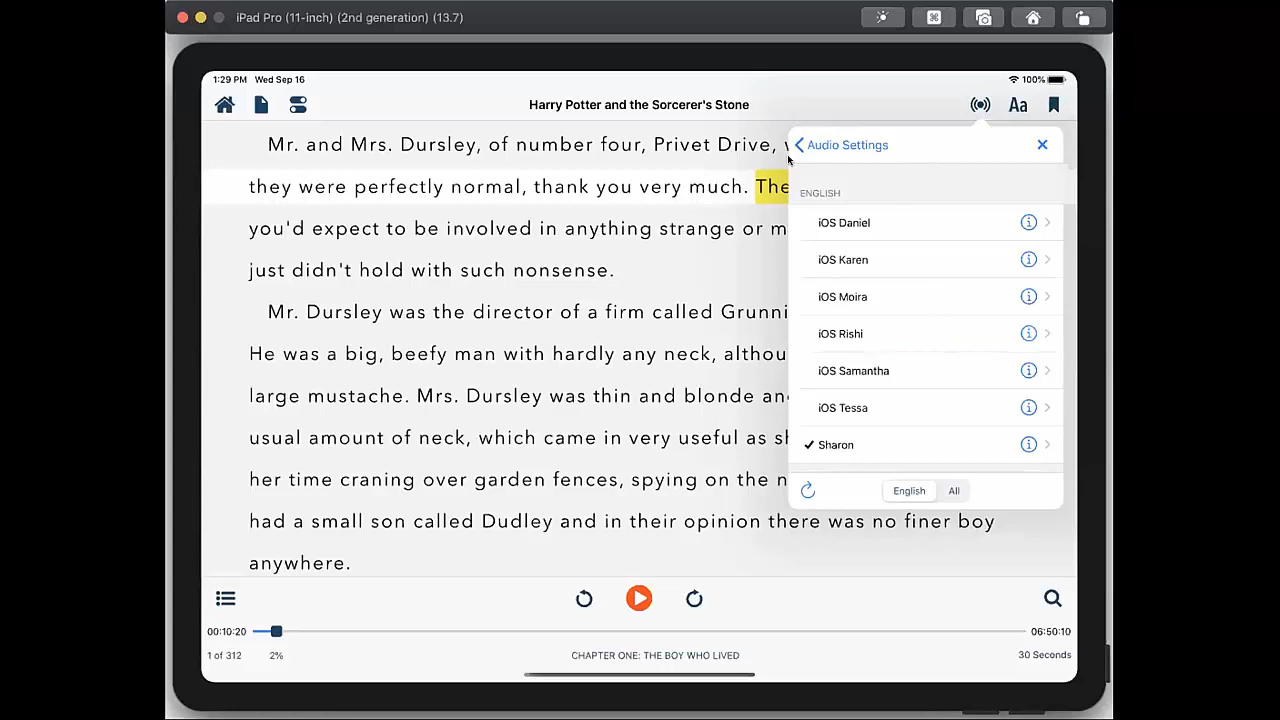 iPad Pro (11-inch) (2nd generation) (13.7)
1:29 PM Wed Sep 16
100%
Harry Potter and the Sorcerer's Stone
Aa
Mr. and Mrs. Dursley, of number four, Privet Drive,
they were perfectly normal, thank you very much. The
you'd expect to be involved in anything strange or m
just didn't hold with such nonsense.
Mr. Dursley was the director of a firm called Grunni
He was a big, beefy man with hardly any neck, althou
large mustache. Mrs. Dursley was thin and blonde an
usual amount of neck, which came in very useful as s
her time craning over garden fences, spying on the n
had a small son called Dudley and in their opinion there was no finer boy
anywhere.
Audio Settings
ENGLISH
iOS Daniel
iOS Karen
iOS Moira
iOS Rishi
iOS Samantha
iOS Tessa
Sharon
English All
00:10:20
06:50:10
1 of 312 2%
CHAPTER ONE: THE BOY WHO LIVED
30 Seconds